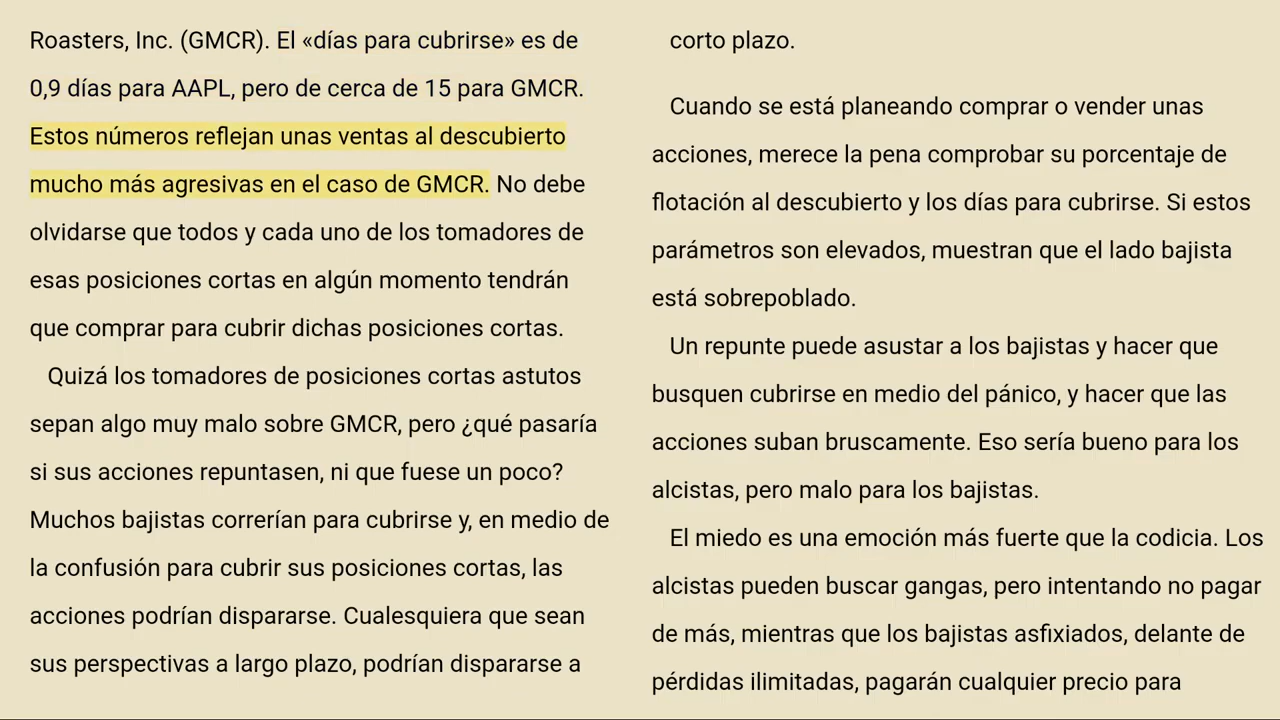 Roasters, Inc. (GMCR). El «días para cubrirse» es de
0,9 días para AAPL, pero de cerca de 15 para GMCR.
Estos números reflejan unas ventas al descubierto
mucho más agresivas en el caso de GMCR. No debe
olvidarse que todos y cada uno de los tomadores de
esas posiciones cortas en algún momento tendrán
que comprar para cubrir dichas posiciones cortas.
Quizá los tomadores de posiciones cortas astutos
sepan algo muy malo sobre GMCR, pero ¿qué pasaría
si sus acciones repuntasen, ni que fuese un poco?
Muchos bajistas correrían para cubrirse y, en medio de
la confusión para cubrir sus posiciones cortas, las
acciones podrían dispararse. Cualesquiera que sean
sus perspectivas a largo plazo, podrían dispararse a
corto plazo.
Cuando se está planeando comprar o vender unas
acciones, merece la pena comprobar su porcentaje de
flotación al descubierto y los días para cubrirse. Si estos
parámetros son elevados, muestran que el lado bajista
está sobrepoblado.
Un repunte puede asustar a los bajistas y hacer que
busquen cubrirse en medio del pánico, y hacer que las
acciones suban bruscamente. Eso sería bueno para los
alcistas, pero malo para los bajistas.
El miedo es una emoción más fuerte que la codicia. Los
alcistas pueden buscar gangas, pero intentando no pagar
de más, mientras que los bajistas asfixiados, delante de
pérdidas ilimitadas, pagarán cualquier precio para